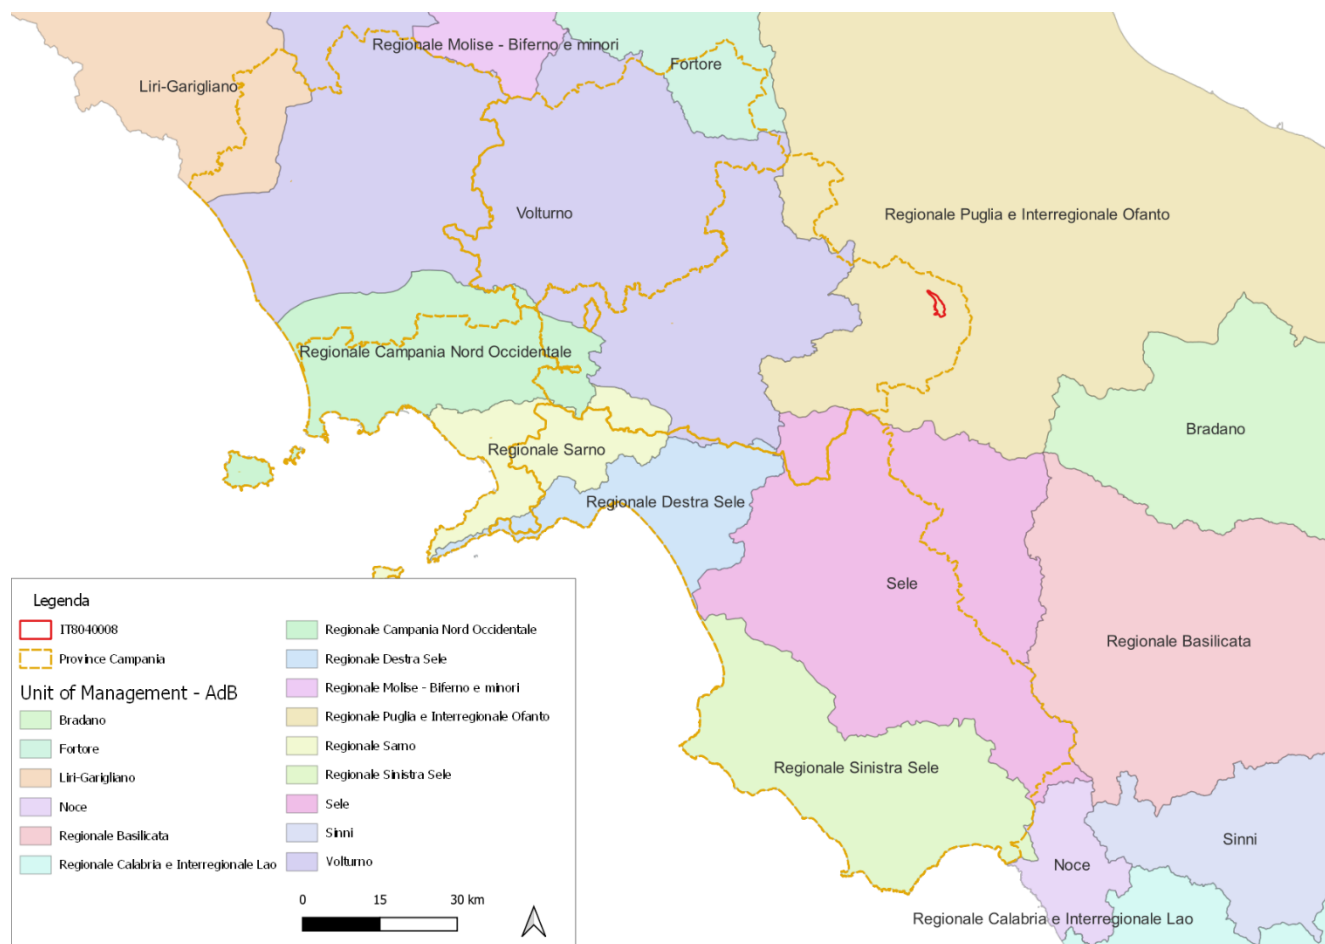 Regionale Molise - Biferno e minori
Fortore
Liri-Garigliano
Volturno
Regionale Puglia e Interregionale Ofanto
Regionale Campania Nord Occidentale
Bradano
Regionale Sarno
Regionale Destra Sele
Sele
Regionale Basilicata
Regionale Sinistra Sele
Sinni
Noce
Regionale Calabria e Interregionale Lao
Legenda
IT8040008
Province Campania
Unit of Management - AdB
Bradano
Fortore
Liri-Garigliano
Noce
Regionale Basilicata
Regionale Calabria e Interregionale Lao
Regionale Campania Nord Occidentale
Regionale Destra Sele
Regionale Molise - Biferno e minori
Regionale Puglia e Interregionale Ofanto
Regionale Sarno
Regionale Sinistra Sele
Sele
Sinni
Volturno
0 15 30 km